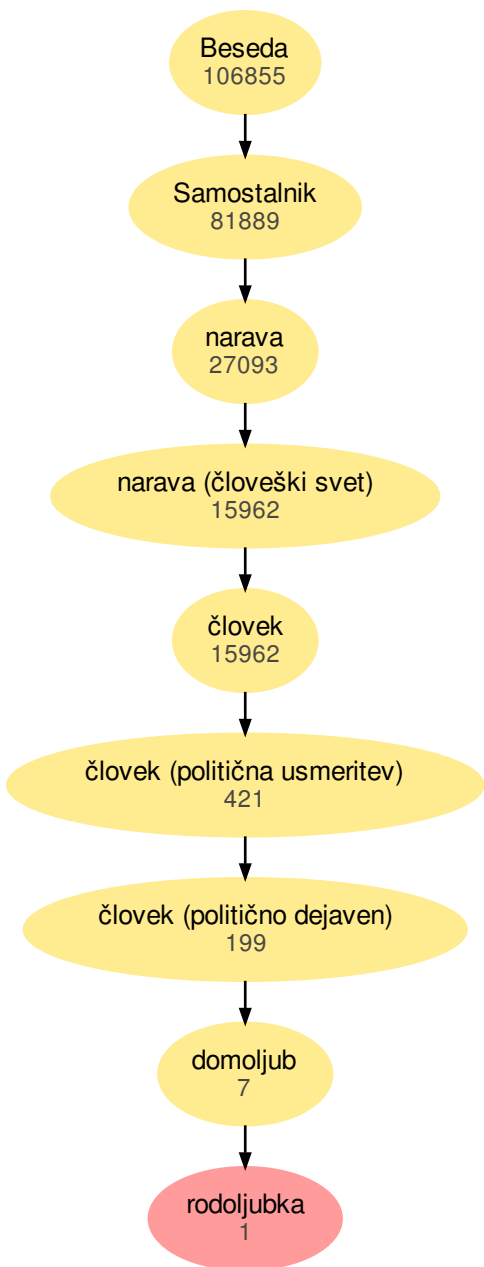 Beseda
106855
Samostalnik
81889
narava
27093
narava (človeški svet)
15962
človek
15962
človek (politična usmeritev)
421
človek (politično dejaven)
199
domoljub
7
rodoljubka
1